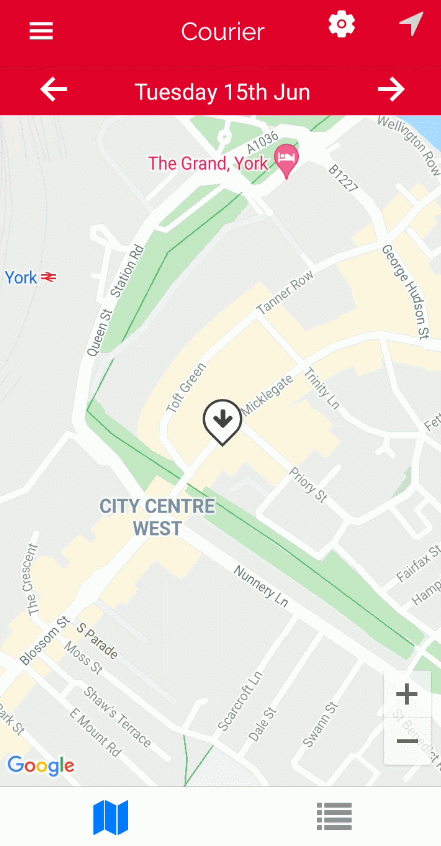 Courier
Tuesday 15th Jun
Wellington Row
A1036
The Grand, York
B1227
York
Station Rd
George Hudson St
Tanner Row
Queen St
Toft Green
Micklegate
Trinity Ln
Priory St
CITY CENTRE
WEST
Fairfax St
The Crescent
Nunnery Ln
Blossom St
S Parade
Moss St
Scarcroft Ln
Dale St
Swann St
Shaw's Terrace
E Mount Rd
Park St
Google